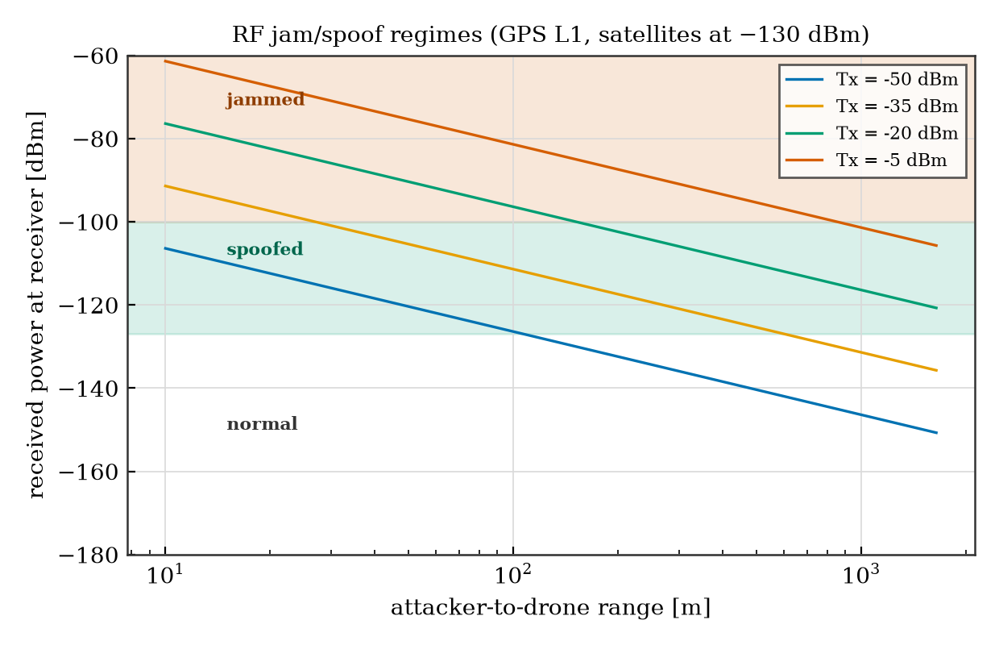 RF jam/spoof regimes (GPS L1, satellites at −130 dBm)
received power at receiver [dBm]
−60
−80
−100
−120
−140
−160
−180
jammed
spoofed
normal
Tx = -50 dBm
Tx = -35 dBm
Tx = -20 dBm
Tx = -5 dBm
10¹
10²
10³
attacker-to-drone range [m]